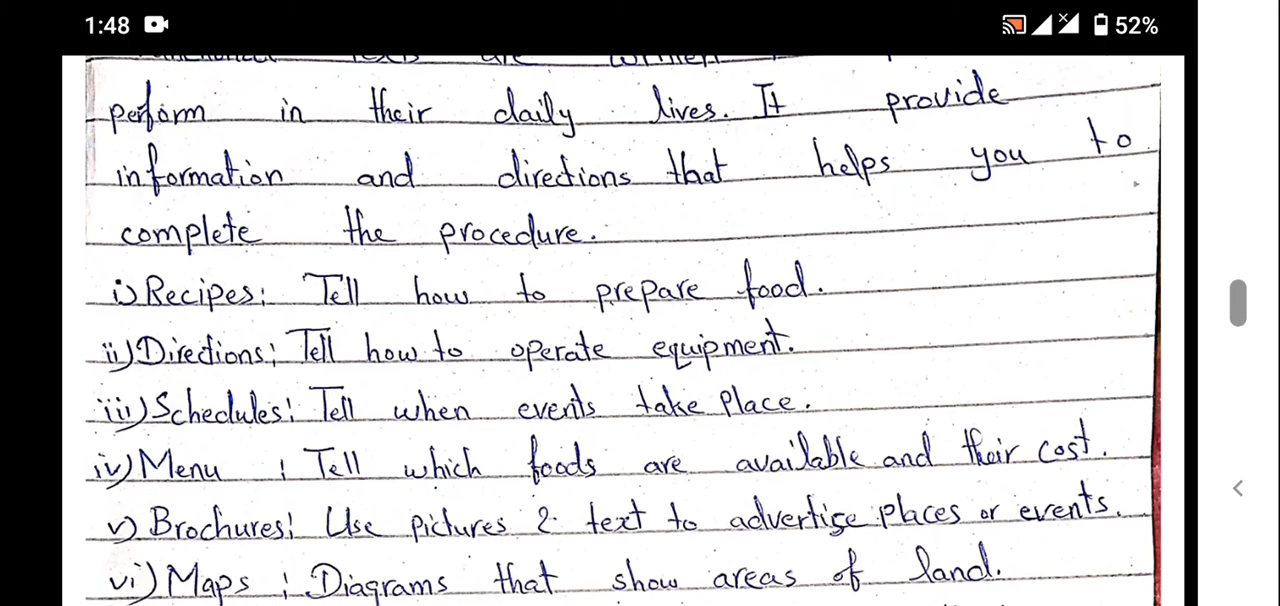 1:48 52%
perform in their daily lives. It provide
information and directions that helps you to
complete the procedure.
i) Recipes: Tell how to prepare food.
ii) Directions: Tell how to operate equipment.
iii) Schedules: Tell when events take place.
iv) Menu : Tell which foods are available and their cost.
v) Brochures: Use pictures & text to advertise places or events.
vi) Maps : Diagrams that show areas of land.